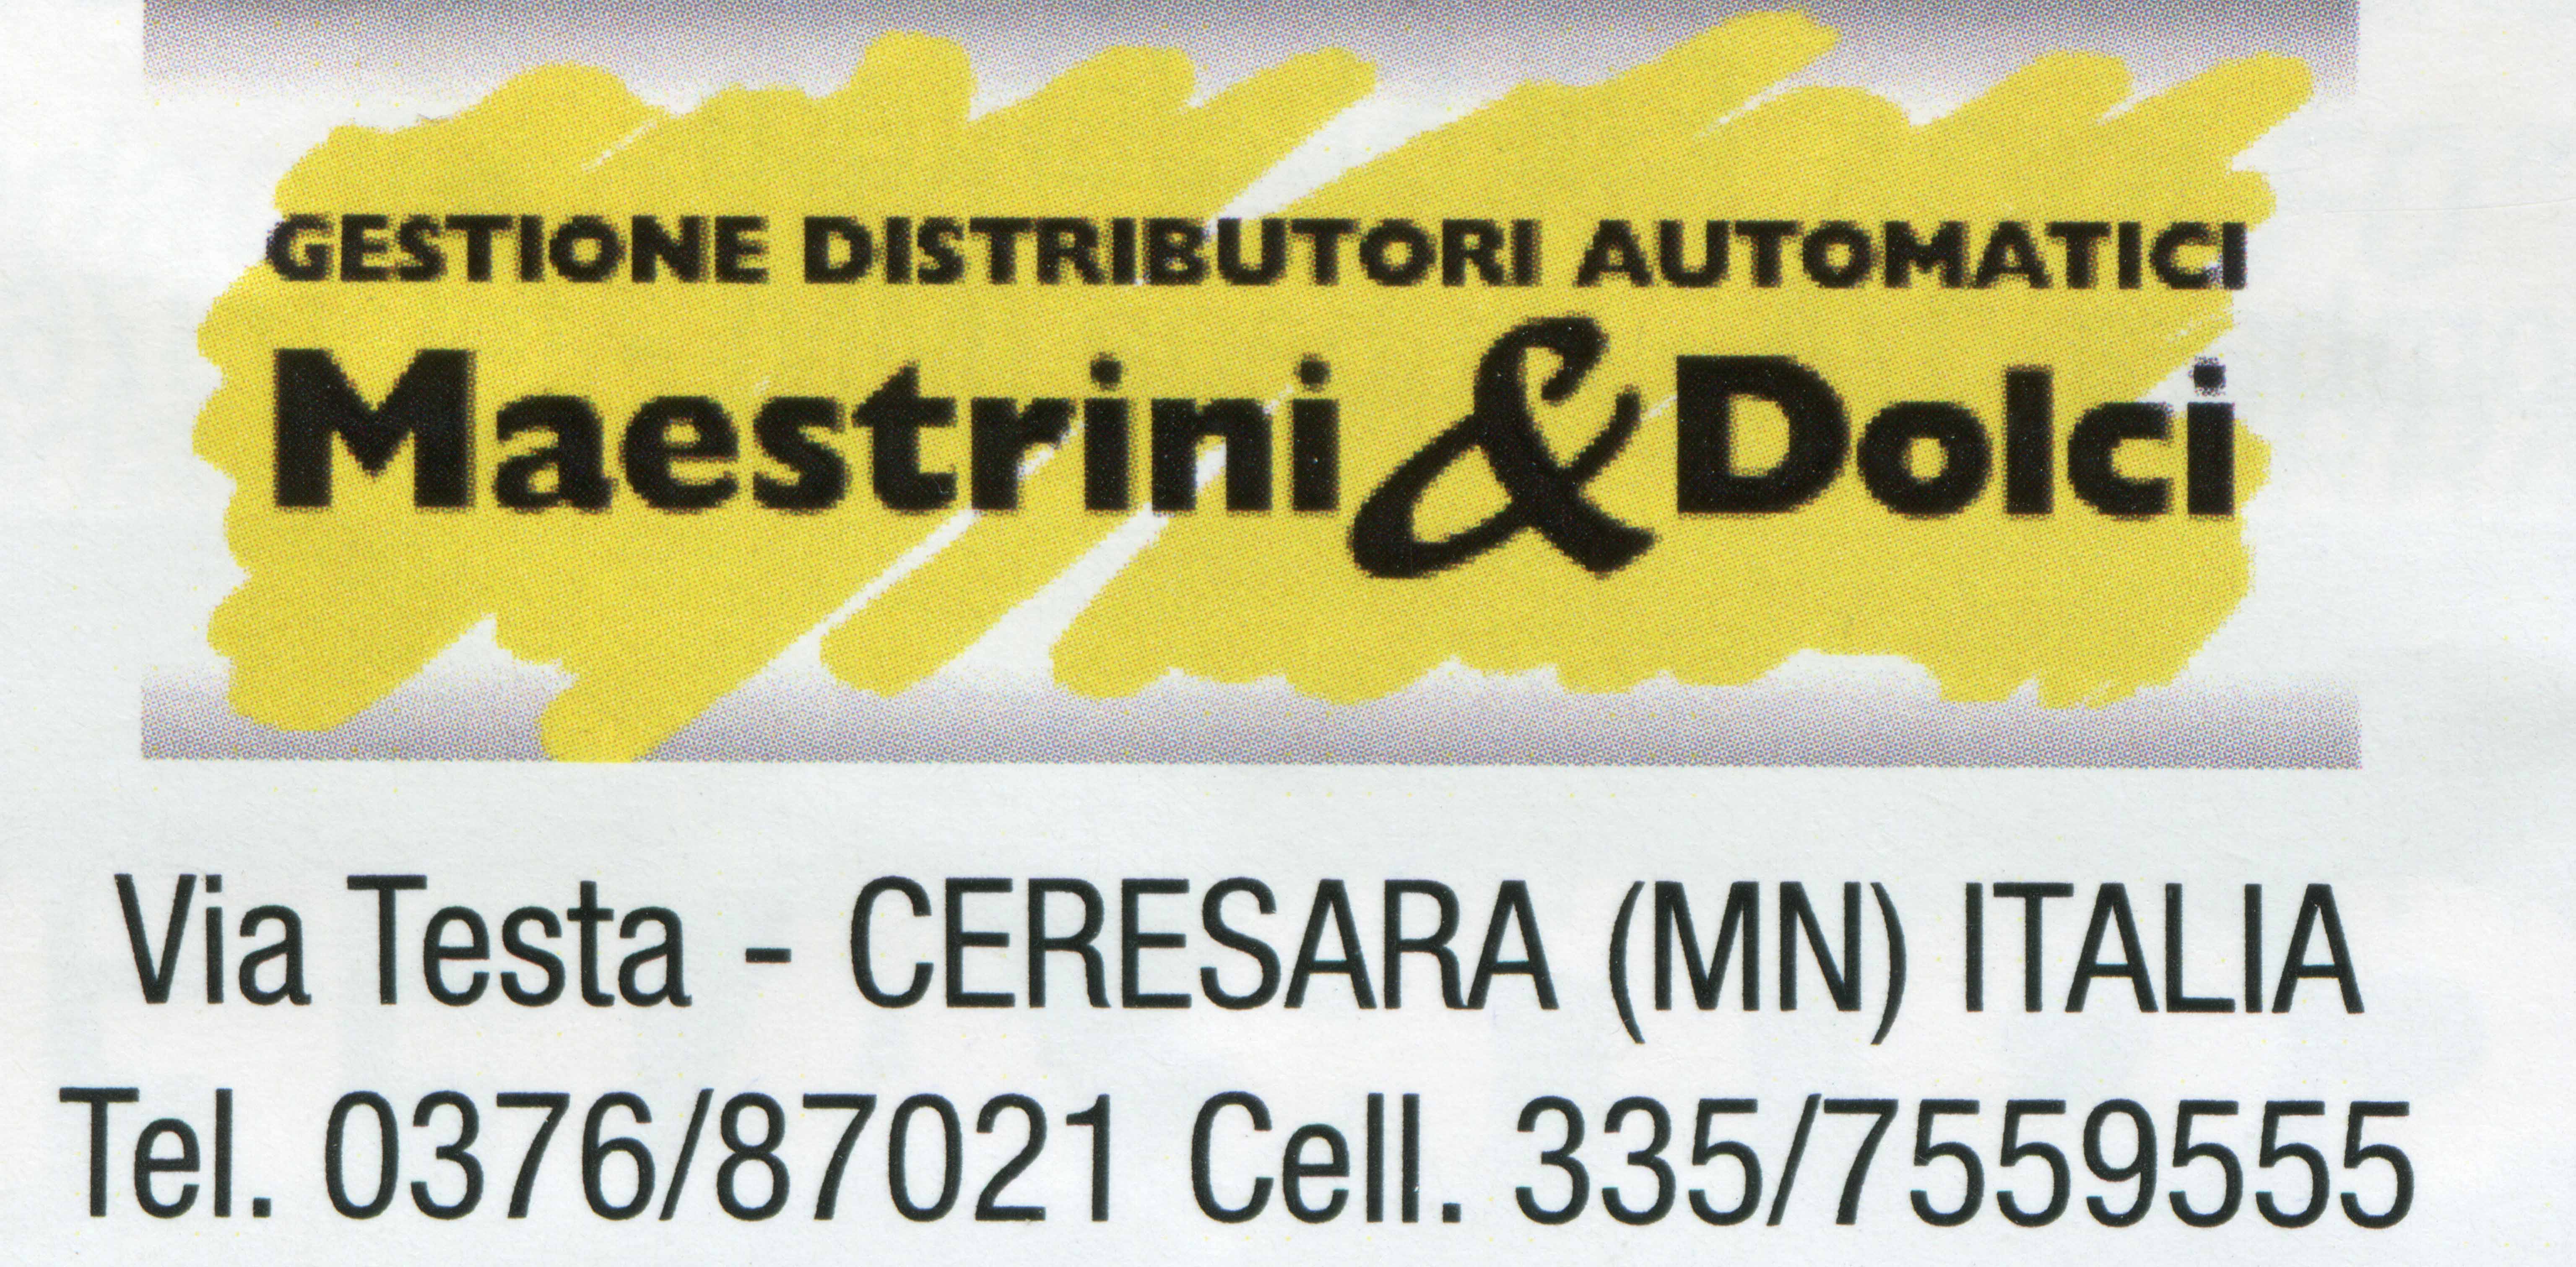 GESTIONE DISTRIBUTORI AUTOMATICI
Maestrini & Dolci
Via Testa - CERESARA (MN) ITALIA
Tel. 0376/87021 Cell. 335/7559555